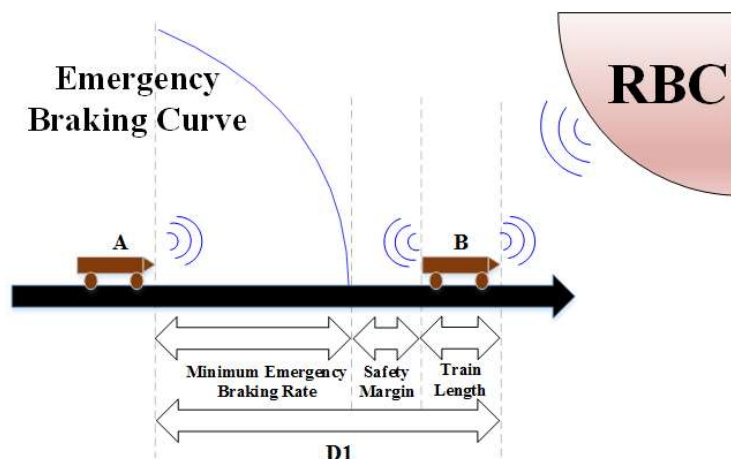 Emergency
Braking Curve
RBC
A
B
Minimum Emergency
Braking Rate
Safety
Margin
Train
Length
D1